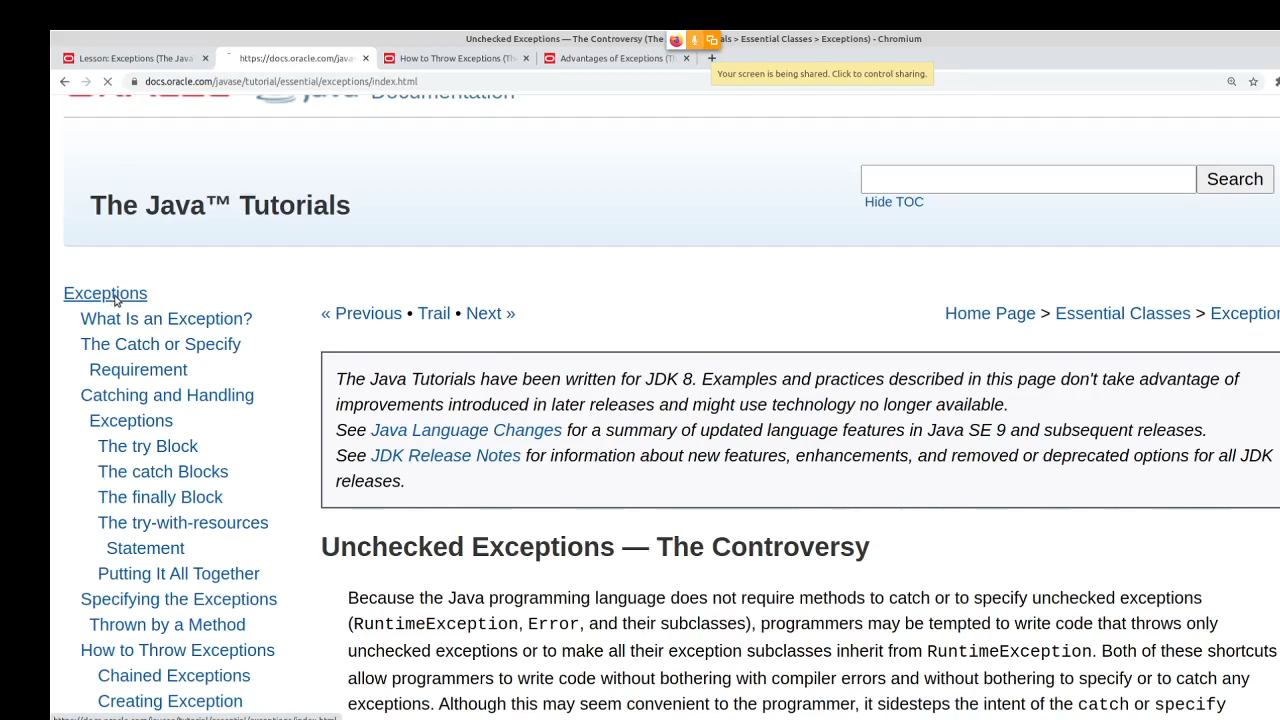 Unchecked Exceptions — The Controversy (The als > Essential Classes > Exceptions) - Chromium
Lesson: Exceptions (The Java
https://docs.oracle.com/java
How to Throw Exceptions (Th
Advantages of Exceptions (T
Your screen is being shared. Click to control sharing.
docs.oracle.com/javase/tutorial/essential/exceptions/index.html
Java Documentation
The Java™ Tutorials
Search
Hide TOC
Exceptions
What Is an Exception?
The Catch or Specify
Requirement
Catching and Handling
Exceptions
The try Block
The catch Blocks
The finally Block
The try-with-resources
Statement
Putting It All Together
Specifying the Exceptions
Thrown by a Method
How to Throw Exceptions
Chained Exceptions
Creating Exception
« Previous • Trail • Next »
Home Page > Essential Classes > Exception
The Java Tutorials have been written for JDK 8. Examples and practices described in this page don't take advantage of
improvements introduced in later releases and might use technology no longer available.
See Java Language Changes for a summary of updated language features in Java SE 9 and subsequent releases.
See JDK Release Notes for information about new features, enhancements, and removed or deprecated options for all JDK
releases.
Unchecked Exceptions — The Controversy
Because the Java programming language does not require methods to catch or to specify unchecked exceptions
(RuntimeException, Error, and their subclasses), programmers may be tempted to write code that throws only
unchecked exceptions or to make all their exception subclasses inherit from RuntimeException. Both of these shortcuts
allow programmers to write code without bothering with compiler errors and without bothering to specify or to catch any
exceptions. Although this may seem convenient to the programmer, it sidesteps the intent of the catch or specify
https://docs.oracle.com/javase/tutorial/essential/exceptions/index.html